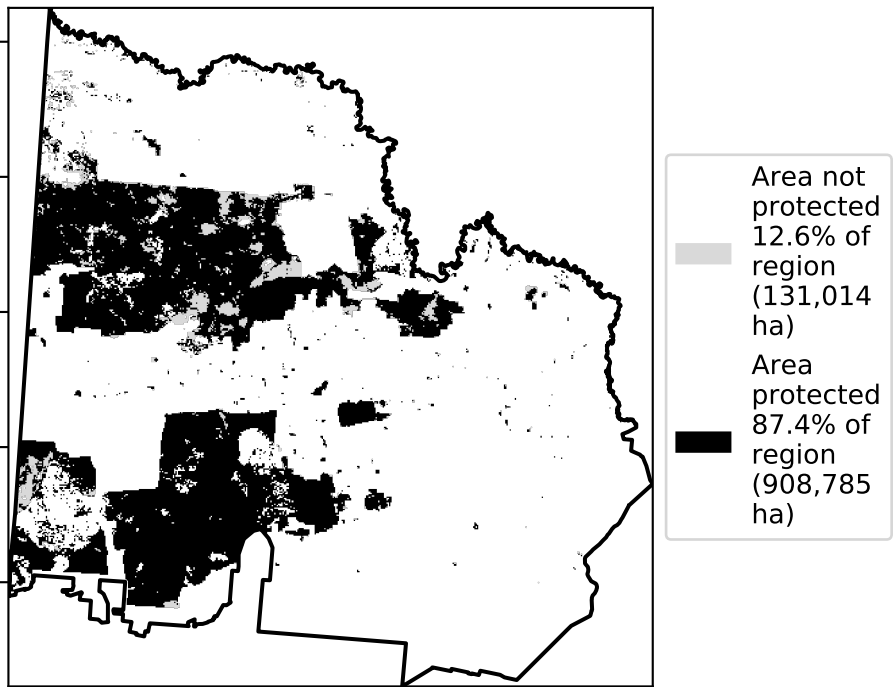 Area not
protected
12.6% of
region
(131,014
ha)
Area
protected
87.4% of
region
(908,785
ha)